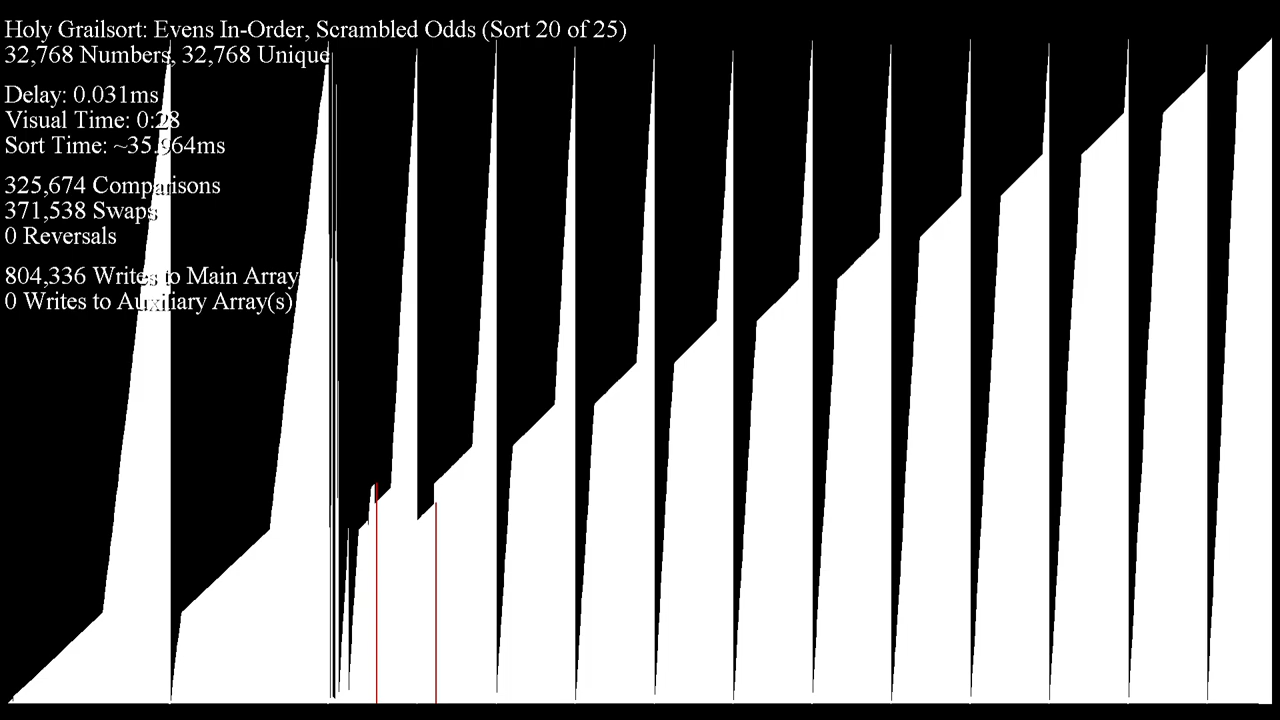 Holy Grailsort: Evens In-Order, Scrambled Odds (Sort 20 of 25)
32,768 Numbers, 32,768 Unique
Delay: 0.031ms
Visual Time: 0:28
Sort Time: ~35.964ms
325,674 Comparisons
371,538 Swaps
0 Reversals
804,336 Writes to Main Array
0 Writes to Auxiliary Array(s)